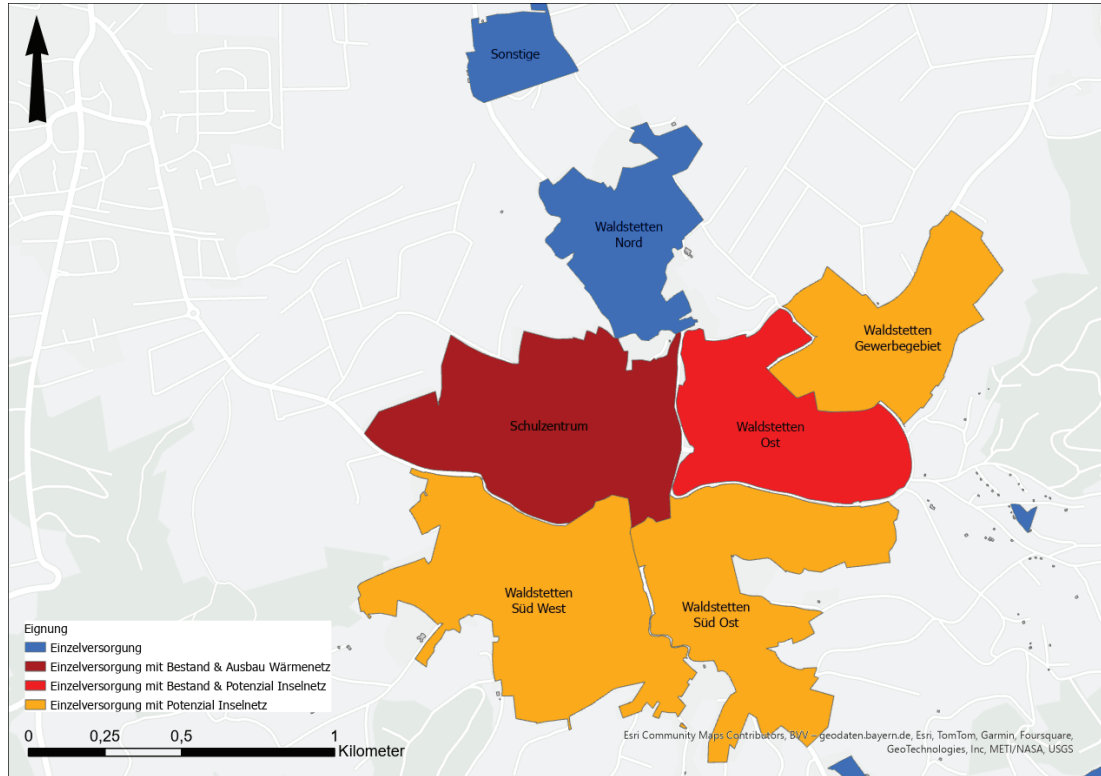 Sonstige
Waldstetten
Nord
Waldstetten
Gewerbegebiet
Schulzentrum
Waldstetten
Ost
Waldstetten
Süd West
Waldstetten
Süd Ost
Eignung
Einzelversorgung
Einzelversorgung mit Bestand & Ausbau Wärmenetz
Einzelversorgung mit Bestand & Potenzial Inselnetz
Einzelversorgung mit Potenzial Inselnetz
0 0,25 0,5 1
Kilometer
Esri Community Maps Contributors, BVV – geodaten.bayern.de, Esri, TomTom, Garmin, Foursquare,
GeoTechnologies, Inc, METI/NASA, USGS